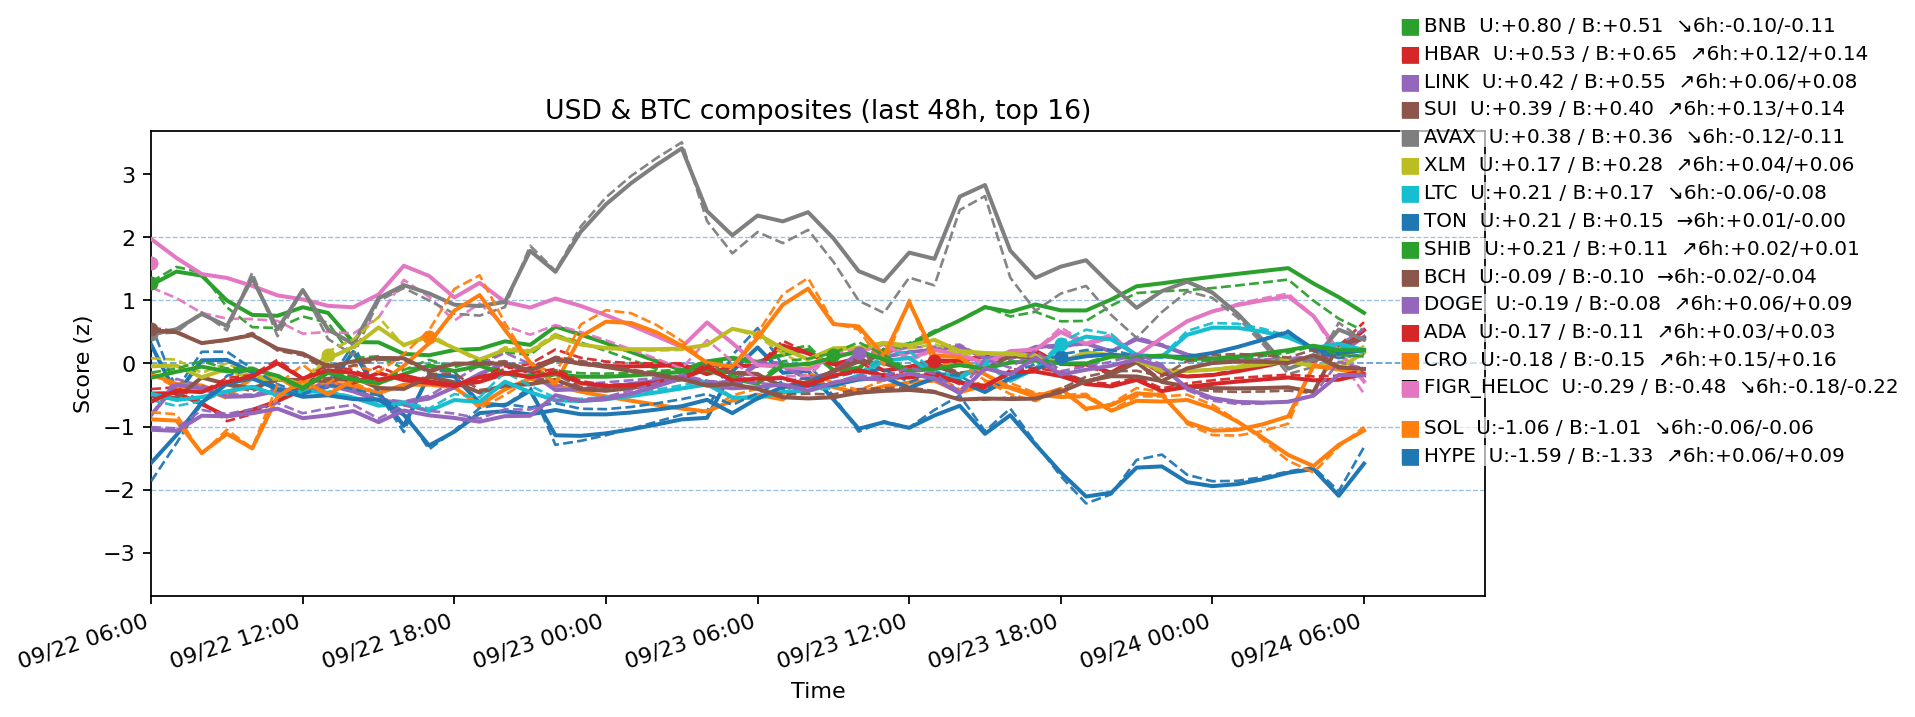 BNB U:+0.80 / B:+0.51 ↘6h:-0.10/-0.11
HBAR U:+0.53 / B:+0.65 ↗6h:+0.12/+0.14
LINK U:+0.42 / B:+0.55 ↗6h:+0.06/+0.08
USD & BTC composites (last 48h, top 16)
SUI U:+0.39 / B:+0.40 ↗6h:+0.13/+0.14
AVAX U:+0.38 / B:+0.36 ↘6h:-0.12/-0.11
XLM U:+0.17 / B:+0.28 ↗6h:+0.04/+0.06
LTC U:+0.21 / B:+0.17 ↘6h:-0.06/-0.08
TON U:+0.21 / B:+0.15 →6h:+0.01/-0.00
SHIB U:+0.21 / B:+0.11 ↗6h:+0.02/+0.01
BCH U:-0.09 / B:-0.10 →6h:-0.02/-0.04
DOGE U:-0.19 / B:-0.08 ↗6h:+0.06/+0.09
ADA U:-0.17 / B:-0.11 ↗6h:+0.03/+0.03
CRO U:-0.18 / B:-0.15 ↗6h:+0.15/+0.16
FIGR_HELOC U:-0.29 / B:-0.48 ↘6h:-0.18/-0.22
SOL U:-1.06 / B:-1.01 ↘6h:-0.06/-0.06
HYPE U:-1.59 / B:-1.33 ↗6h:+0.06/+0.09
Score (z)
3
2
1
0
−1
−2
−3
09/22 06:00
09/22 12:00
09/22 18:00
09/23 00:00
09/23 06:00
09/23 12:00
09/23 18:00
09/24 00:00
09/24 06:00
Time